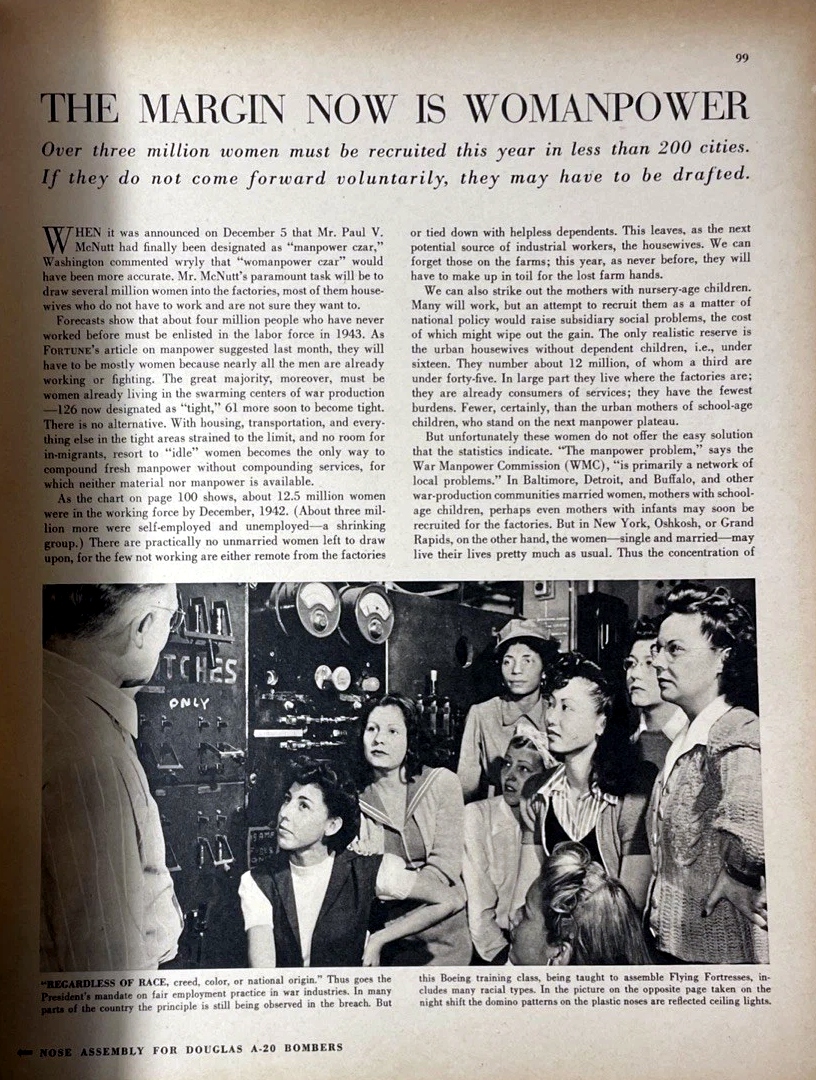 99
THE MARGIN NOW IS WOMANPOWER
Over three million women must be recruited this year in less than 200 cities.
If they do not come forward voluntarily, they may have to be drafted.
WHEN it was announced on December 5 that Mr. Paul V.
McNutt had finally been designated as “manpower czar,”
Washington commented wryly that “womanpower czar” would
have been more accurate. Mr. McNutt's paramount task will be to
draw several million women into the factories, most of them house-
wives who do not have to work and are not sure they want to.
Forecasts show that about four million people who have never
worked before must be enlisted in the labor force in 1943. As
FORTUNE's article on manpower suggested last month, they will
have to be mostly women because nearly all the men are already
working or fighting. The great majority, moreover, must be
women already living in the swarming centers of war production
—126 now designated as “tight,” 61 more soon to become tight.
There is no alternative. With housing, transportation, and every-
thing else in the tight areas strained to the limit, and no room for
in-migrants, resort to “idle” women becomes the only way to
compound fresh manpower without compounding services, for
which neither material nor manpower is available.
As the chart on page 100 shows, about 12.5 million women
were in the working force by December, 1942. (About three mil-
lion more were self-employed and unemployed—a shrinking
group.) There are practically no unmarried women left to draw
upon, for the few not working are either remote from the factories
or tied down with helpless dependents. This leaves, as the next
potential source of industrial workers, the housewives. We can
forget those on the farms; this year, as never before, they will
have to make up in toil for the lost farm hands.
We can also strike out the mothers with nursery-age children.
Many will work, but an attempt to recruit them as a matter of
national policy would raise subsidiary social problems, the cost
of which might wipe out the gain. The only realistic reserve is
the urban housewives without dependent children, i.e., under
sixteen. They number about 12 million, of whom a third are
under forty-five. In large part they live where the factories are;
they are already consumers of services; they have the fewest
burdens. Fewer, certainly, than the urban mothers of school-age
children, who stand on the next manpower plateau.
But unfortunately these women do not offer the easy solution
that the statistics indicate. “The manpower problem,” says the
War Manpower Commission (WMC), “is primarily a network of
local problems.” In Baltimore, Detroit, and Buffalo, and other
war-production communities married women, mothers with school-
age children, perhaps even mothers with infants may soon be
recruited for the factories. But in New York, Oshkosh, or Grand
Rapids, on the other hand, the women—single and married—may
live their lives pretty much as usual. Thus the concentration of
TCHES
ONLY
“REGARDLESS OF RACE, creed, color, or national origin.” Thus goes the
President's mandate on fair employment practice in war industries. In many
parts of the country the principle is still being observed in the breach. But
this Boeing training class, being taught to assemble Flying Fortresses, in-
cludes many racial types. In the picture on the opposite page taken on the
night shift the domino patterns on the plastic noses are reflected ceiling lights.
NOSE ASSEMBLY FOR DOUGLAS A-20 BOMBERS